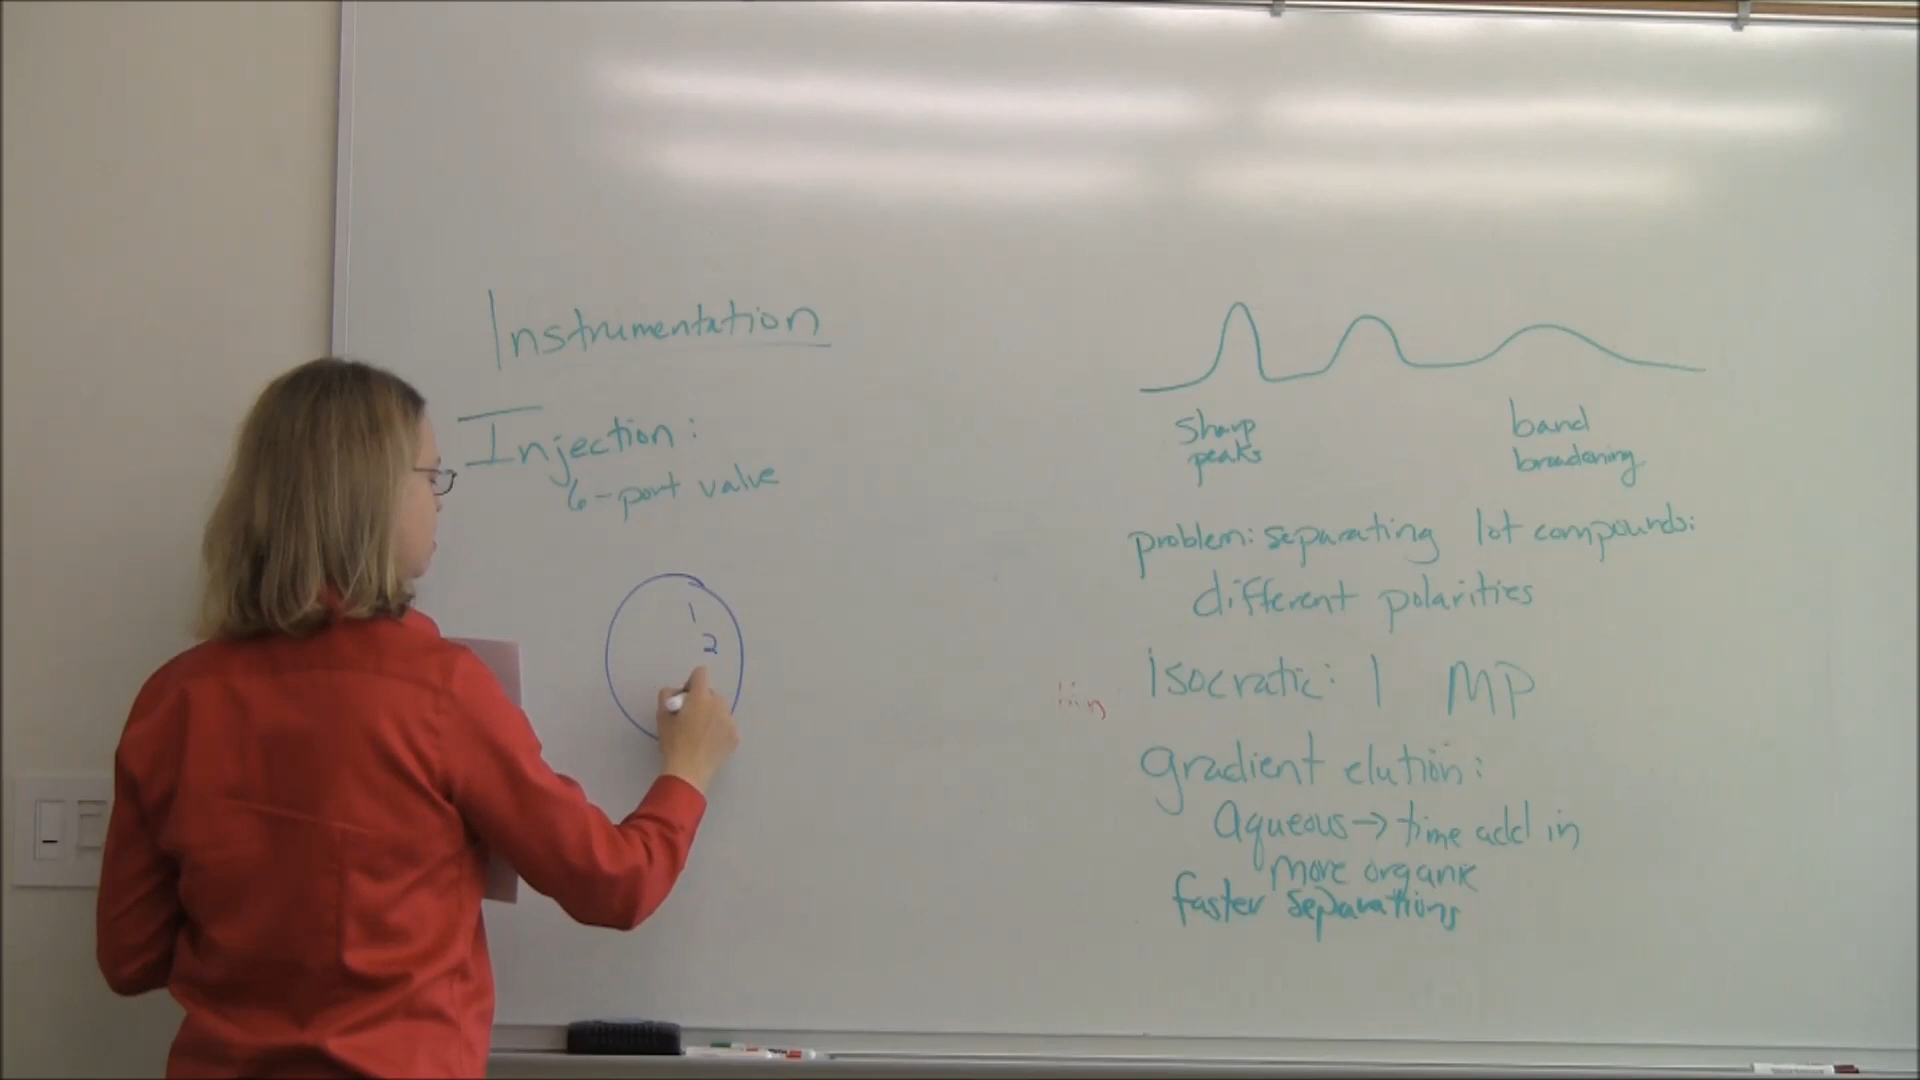 Instrumentation
Injection:
6-port valve
1
2
sharp
peaks
band
broadening
problem: separating lot compounds:
different polarities
isocratic: 1 MP
gradient elution:
Aqueous → time add in
more organic
faster separations